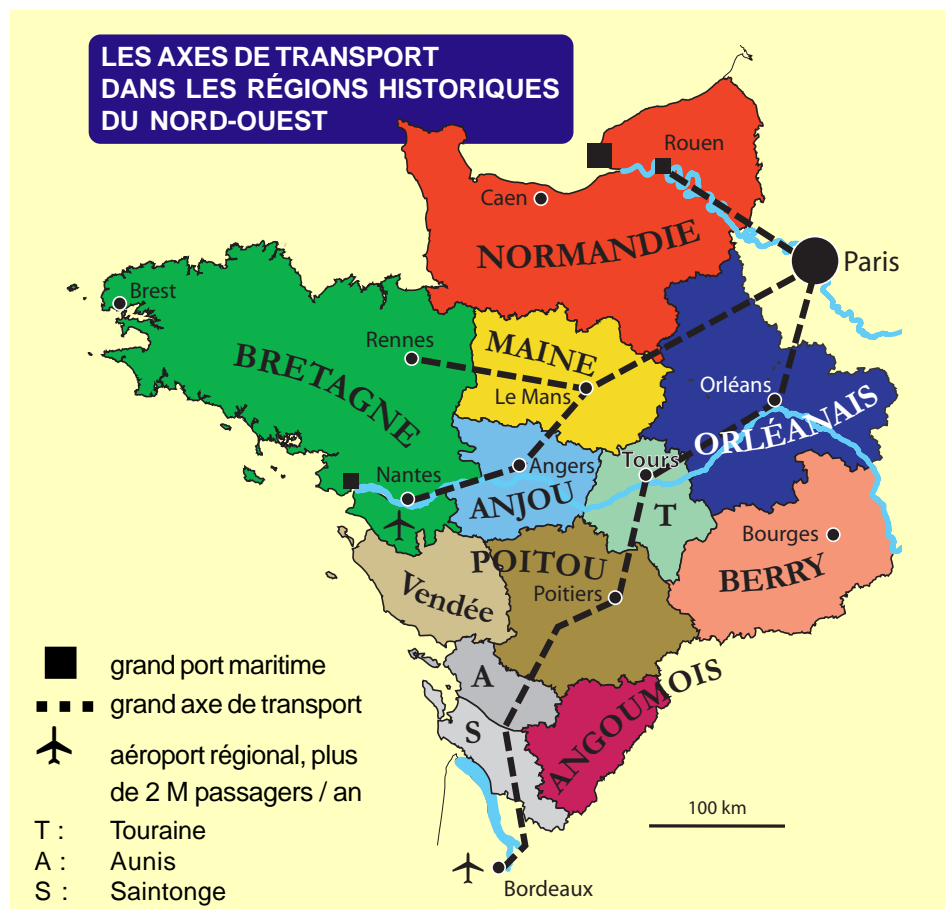 LES AXES DE TRANSPORT
DANS LES RÉGIONS HISTORIQUES
DU NORD-OUEST
Rouen
Caen
NORMANDIE
Paris
Brest
Rennes
MAINE
BRETAGNE
Le Mans
Orléans
ORLÉANAIS
Nantes
Angers
Tours
ANJOU
T
Bourges
POITOU
BERRY
Vendée
Poitiers
A
ANGOUMOIS
S
grand port maritime
grand axe de transport
aéroport régional, plus
de 2 M passagers / an
100 km
T : Touraine
A : Aunis
S : Saintonge
Bordeaux